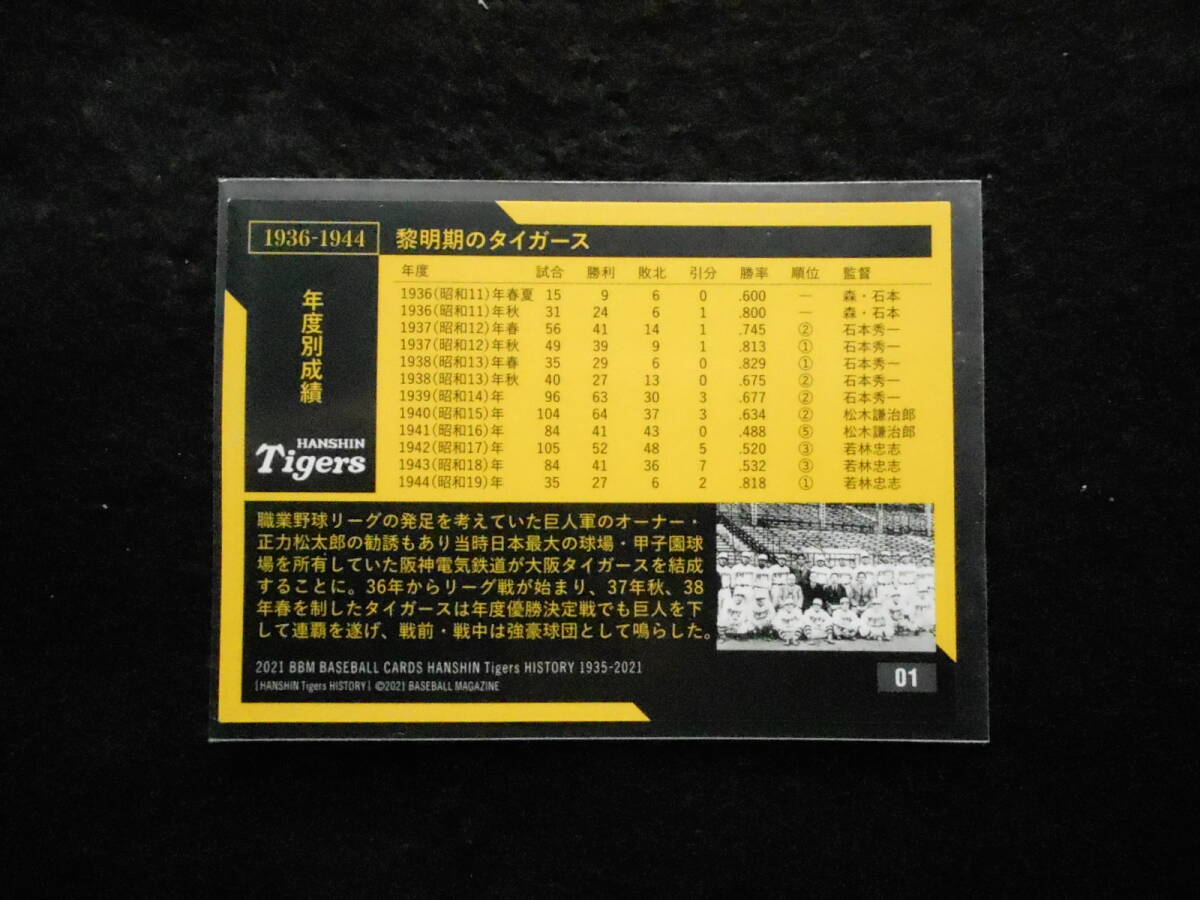 1936-1944
黎明期のタイガース
年度別成績
HANSHIN
Tigers
年度 試合 勝利 敗北 引分 勝率 順位 監督
1936(昭和11)年春夏 15 9 6 0 .600 — 森・石本
1936(昭和11)年秋 31 24 6 1 .800 — 森・石本
1937(昭和12)年春 56 41 14 1 .745 ② 石本秀一
1937(昭和12)年秋 49 39 9 1 .813 ① 石本秀一
1938(昭和13)年春 35 29 6 0 .829 ① 石本秀一
1938(昭和13)年秋 40 27 13 0 .675 ② 石本秀一
1939(昭和14)年 96 63 30 3 .677 ② 石本秀一
1940(昭和15)年 104 64 37 3 .634 ② 松木謙治郎
1941(昭和16)年 84 41 43 0 .488 ⑤ 松木謙治郎
1942(昭和17)年 105 52 48 5 .520 ③ 若林忠志
1943(昭和18)年 84 41 36 7 .532 ③ 若林忠志
1944(昭和19)年 35 27 6 2 .818 ① 若林忠志
職業野球リーグの発足を考えていた巨人軍のオーナー・
正力松太郎の勧誘もあり当時日本最大の球場・甲子園球
場を所有していた阪神電気鉄道が大阪タイガースを結成
することに。36年からリーグ戦が始まり、37年秋、38
年春を制したタイガースは年度優勝決定戦でも巨人を下
して連覇を遂げ、戦前・戦中は強豪球団として鳴らした。
2021 BBM BASEBALL CARDS HANSHIN Tigers HISTORY 1935-2021
[HANSHIN Tigers HISTORY] ©2021 BASEBALL MAGAZINE
01